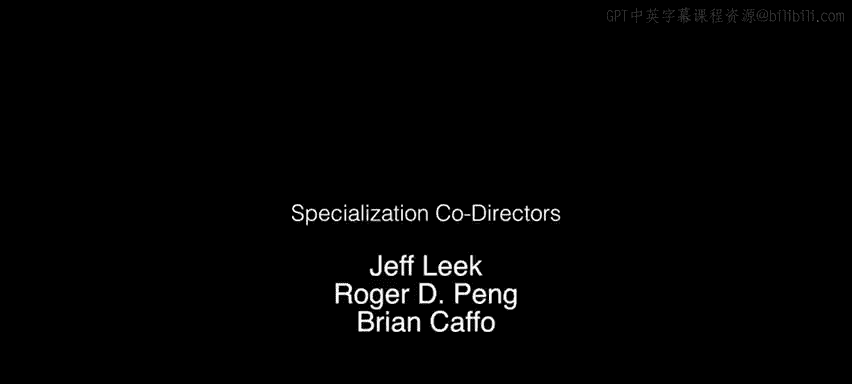 GPT中英字幕课程资源@bilibili.com
Specialization Co-Directors
Jeff Leek
Roger D. Peng
Brian Caffo